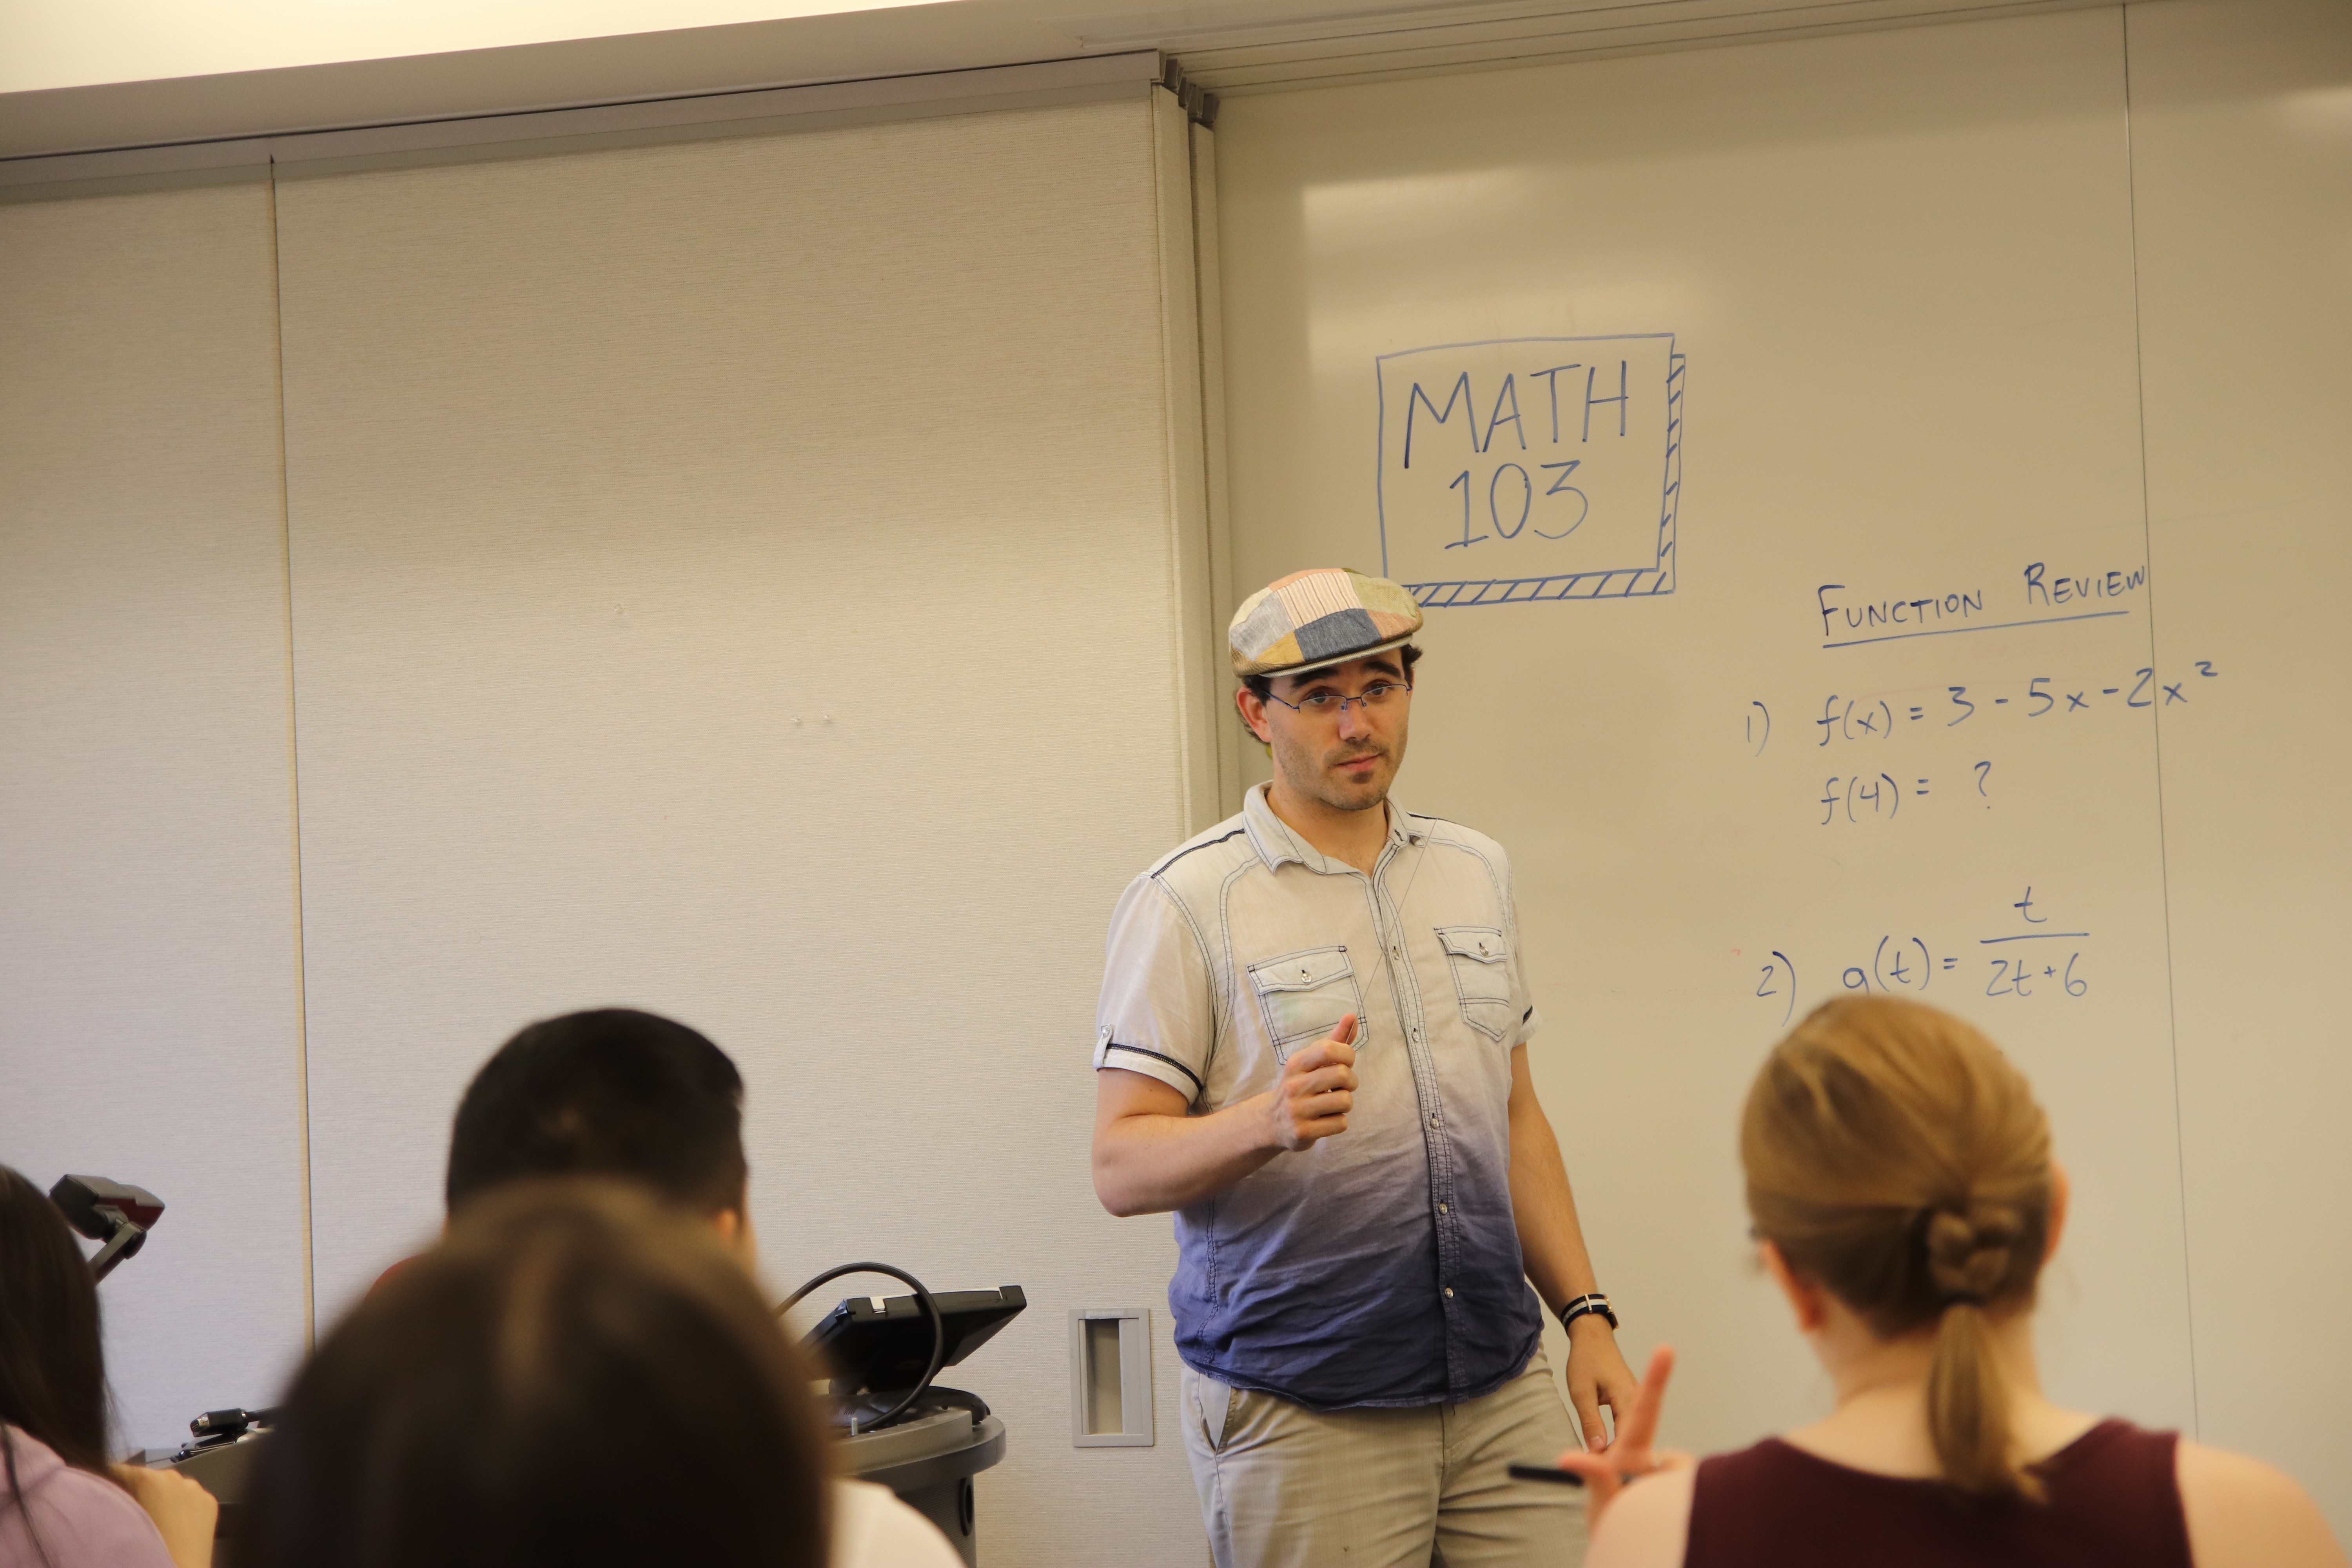 MATH
103
FUNCTION REVIEW
1) f(x) = 3 - 5x - 2x²
f(4) = ?
2) g(t) = t / 2t + 6